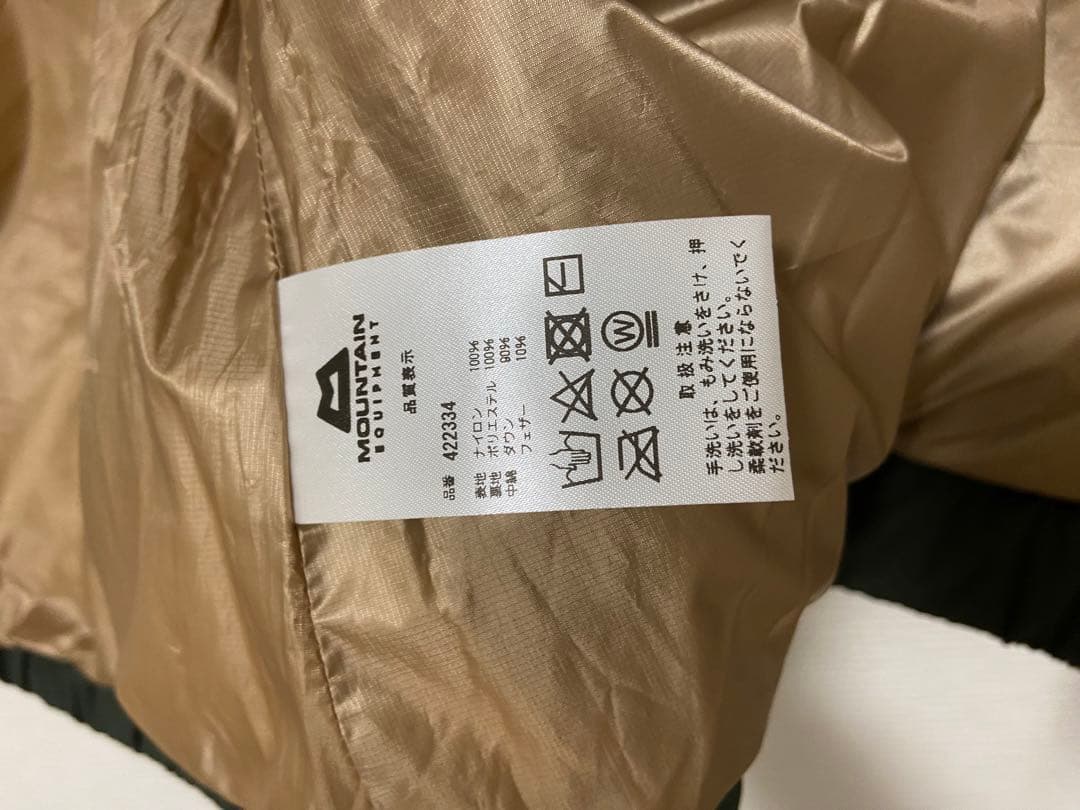 MOUNTAIN
EQUIPMENT
品質表示
品番 422334
表地 ナイロン 100%
裏地 ポリエステル 100%
中綿 ダウン 90%
フェザー 10%
W
取扱注意
手洗いは、もみ洗いをさけ、押
し洗いをしてください。
柔軟剤をご使用にならないでく
ださい。